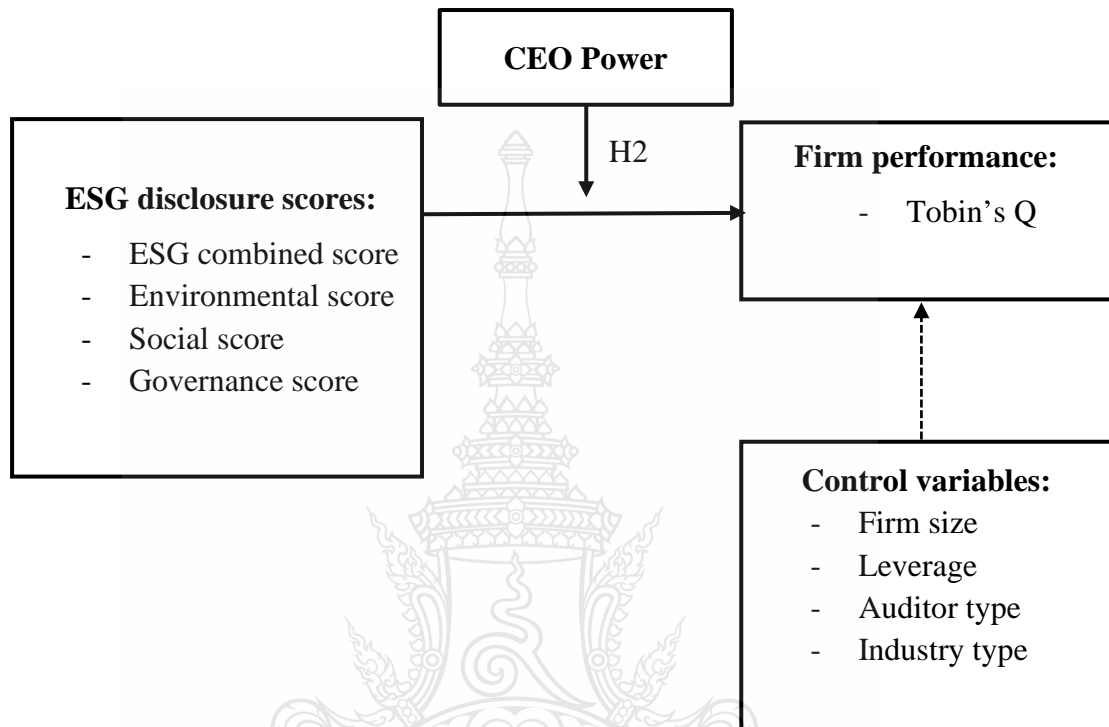 CEO Power
H2
ESG disclosure scores:
- ESG combined score
- Environmental score
- Social score
- Governance score
Firm performance:
- Tobin’s Q
Control variables:
- Firm size
- Leverage
- Auditor type
- Industry type